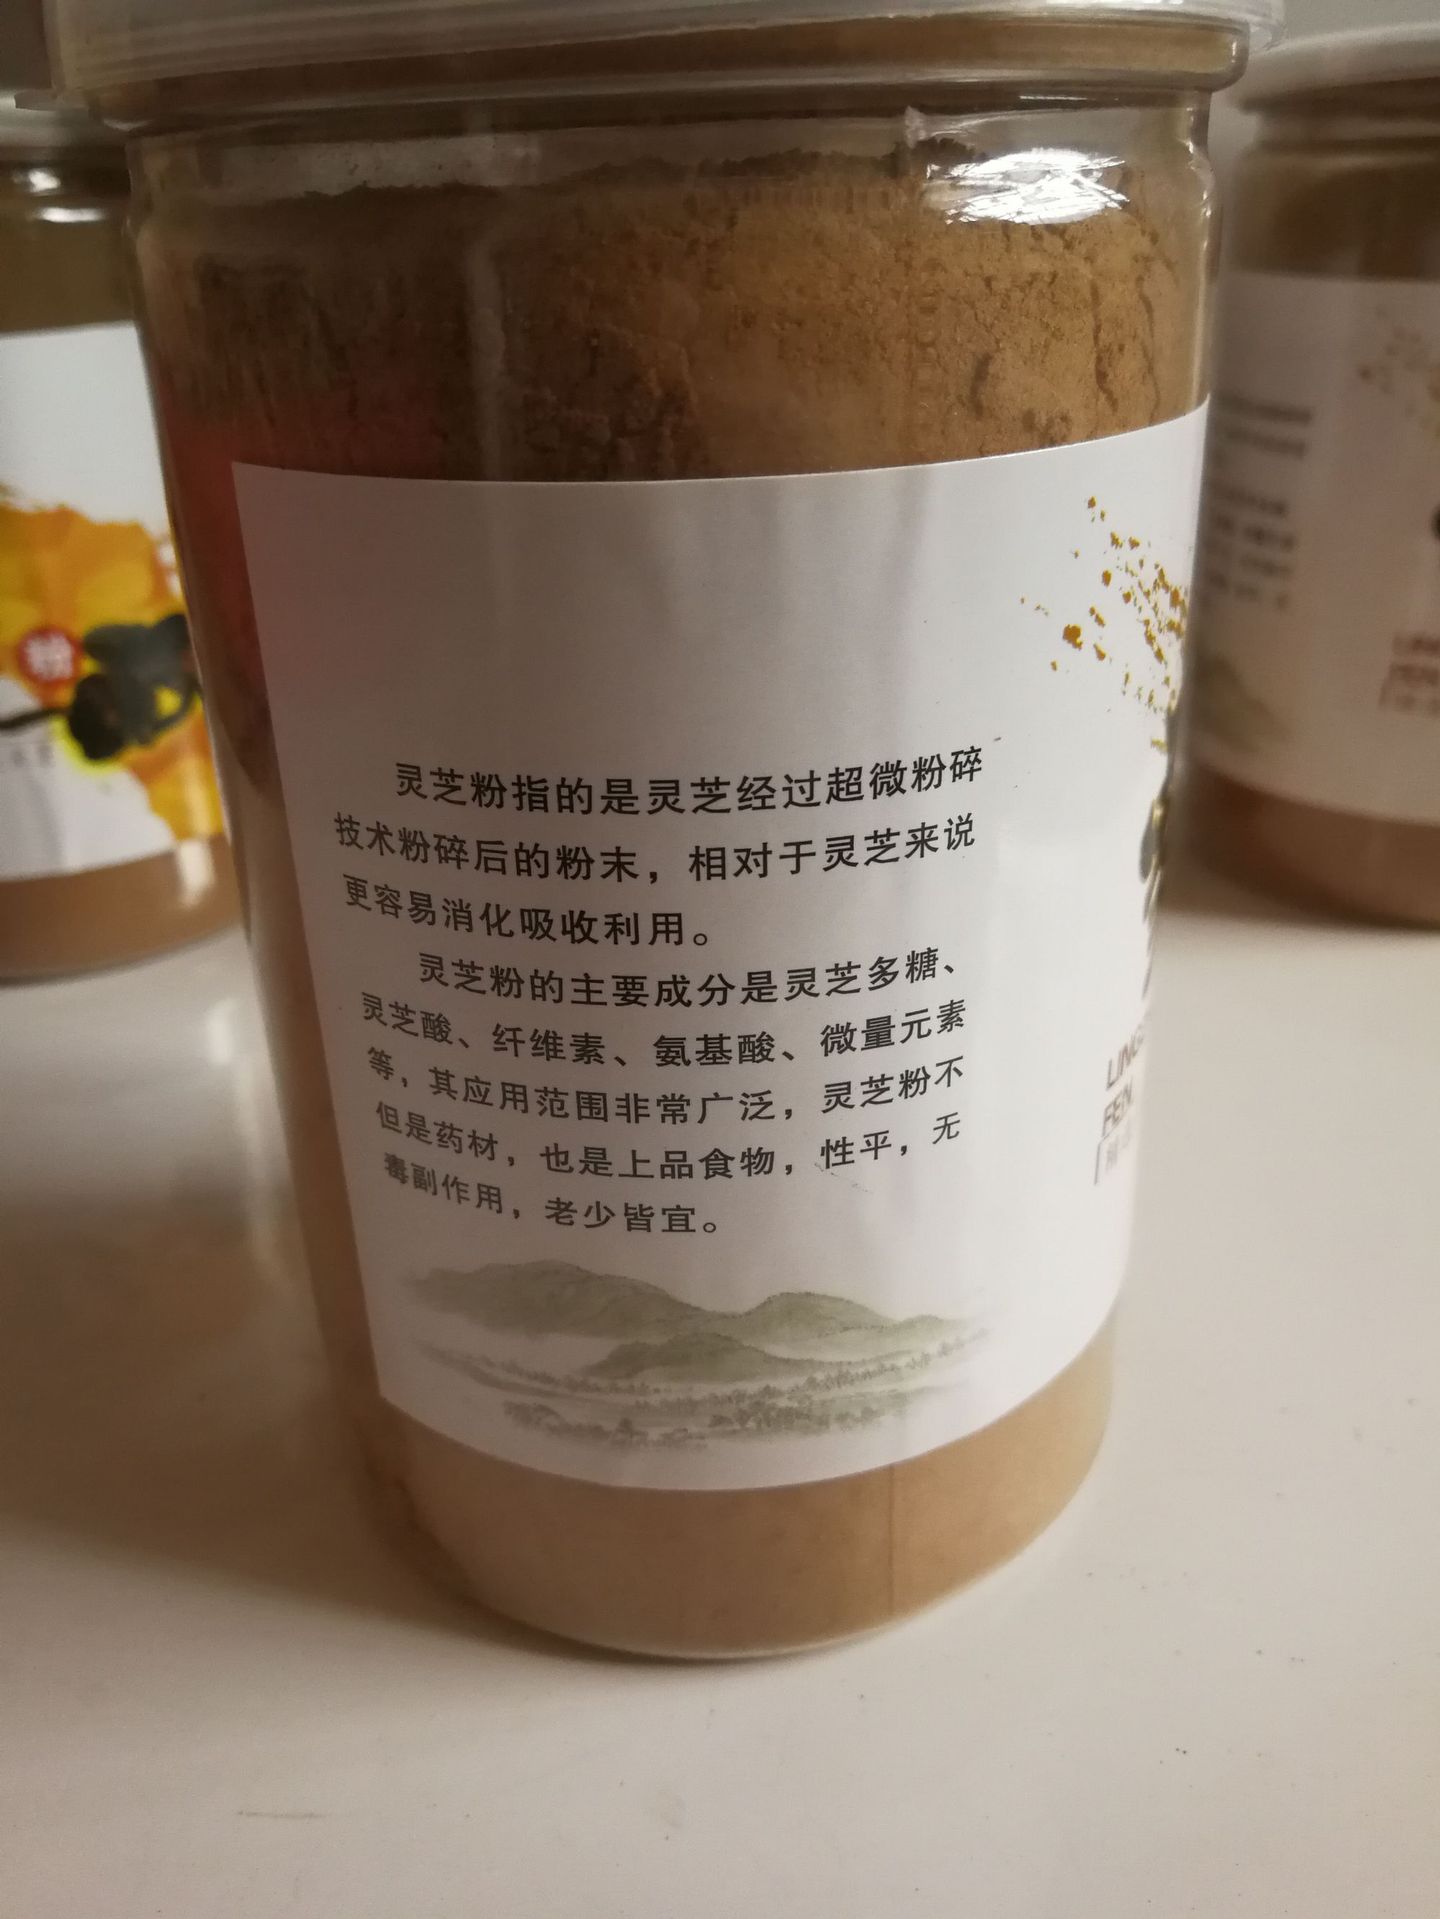 灵芝粉指的是灵芝经过超微粉碎
技术粉碎后的粉末，相对于灵芝来说
更容易消化吸收利用。
灵芝粉的主要成分是灵芝多糖、
灵芝酸、纤维素、氨基酸、微量元素
等，其应用范围非常广泛，灵芝粉不
但是药材，也是上品食物，性平，无
毒副作用，老少皆宜。
粉
FEN